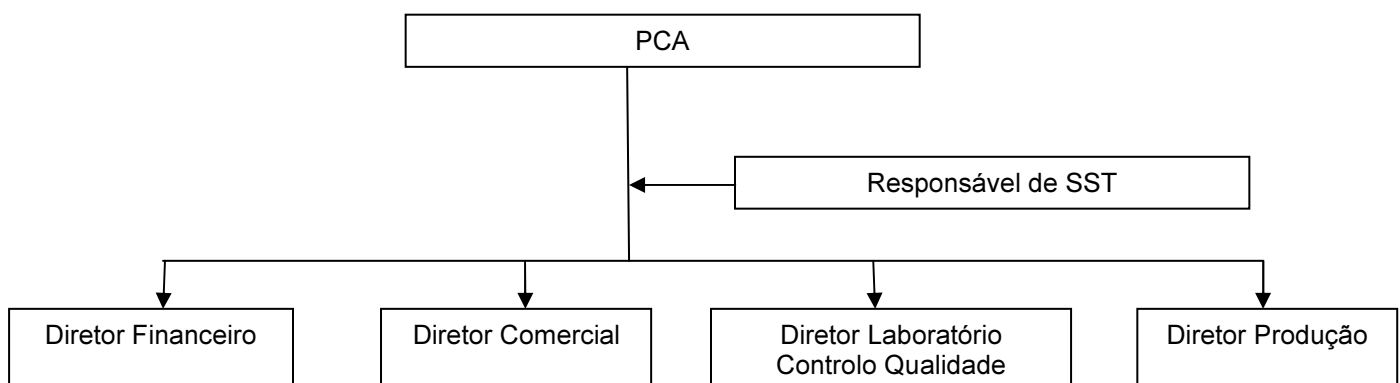 PCA
Responsável de SST
Diretor Financeiro
Diretor Comercial
Diretor Laboratório
Controlo Qualidade
Diretor Produção